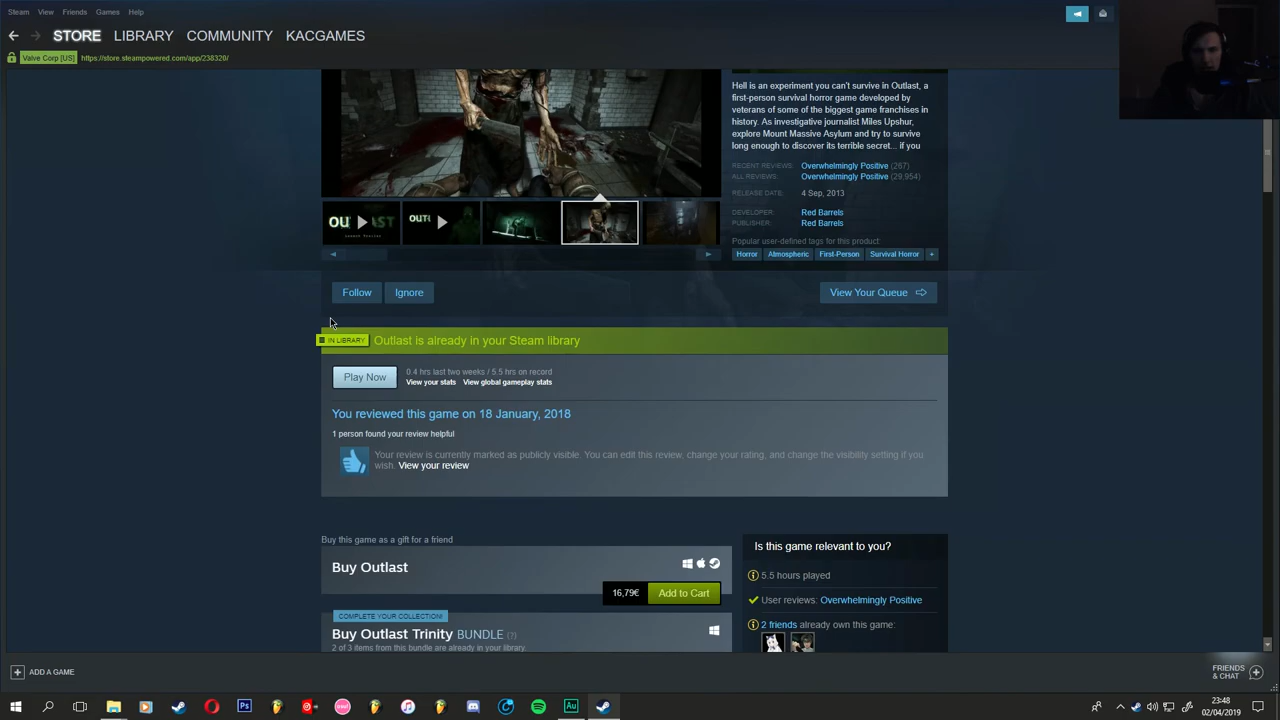 Steam View Friends Games Help
STORE LIBRARY COMMUNITY KACGAMES
Valve Corp [US] https://store.steampowered.com/app/238320/
Hell is an experiment you can't survive in Outlast, a
first-person survival horror game developed by
veterans of some of the biggest game franchises in
history. As investigative journalist Miles Upshur,
explore Mount Massive Asylum and try to survive
long enough to discover its terrible secret... if you
RECENT REVIEWS: Overwhelmingly Positive (267)
ALL REVIEWS: Overwhelmingly Positive (29,954)
RELEASE DATE: 4 Sep, 2013
DEVELOPER: Red Barrels
PUBLISHER: Red Barrels
Popular user-defined tags for this product:
Horror Atmospheric First-Person Survival Horror +
Follow Ignore View Your Queue
IN LIBRARY Outlast is already in your Steam library
Play Now
0.4 hrs last two weeks / 5.5 hrs on record
View your stats View global gameplay stats
You reviewed this game on 18 January, 2018
1 person found your review helpful
Your review is currently marked as publicly visible. You can edit this review, change your rating, and change the visibility setting if you
wish. View your review
Buy this game as a gift for a friend
Buy Outlast
16,79€ Add to Cart
COMPLETE YOUR COLLECTION!
Buy Outlast Trinity BUNDLE (?)
2 of 3 items from this bundle are already in your library.
Is this game relevant to you?
5.5 hours played
User reviews: Overwhelmingly Positive
2 friends already own this game:
+ ADD A GAME
FRIENDS
& CHAT
Ps
osu!
Au
23:48
02/04/2019